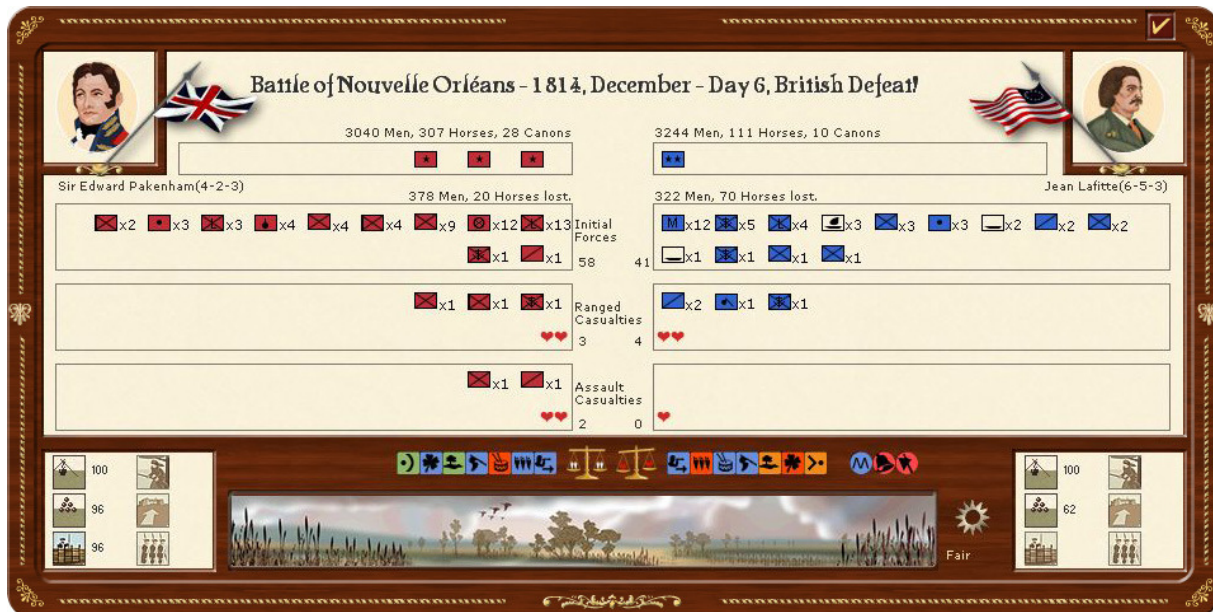 Battle of Nouvelle Orléans - 1814, December - Day 6, British Defeat!
3040 Men, 307 Horses, 28 Canons
3244 Men, 111 Horses, 10 Canons
Sir Edward Pakenham(4-2-3)
Jean Lafitte(6-5-3)
378 Men, 20 Horses lost.
322 Men, 70 Horses lost.
x2 x3 x3 x4 x4 x4 x9 x12 x13
Initial Forces
M x12 x5 x4 x3 x3 x3 x2 x2 x2
x1 x1
58
41
x1 x1 x1 x1
x1 x1 x1
Ranged Casualties
x2 x1 x1
3
4
x1 x1
Assault Casualties
2
0
100
96
96
100
62
Fair